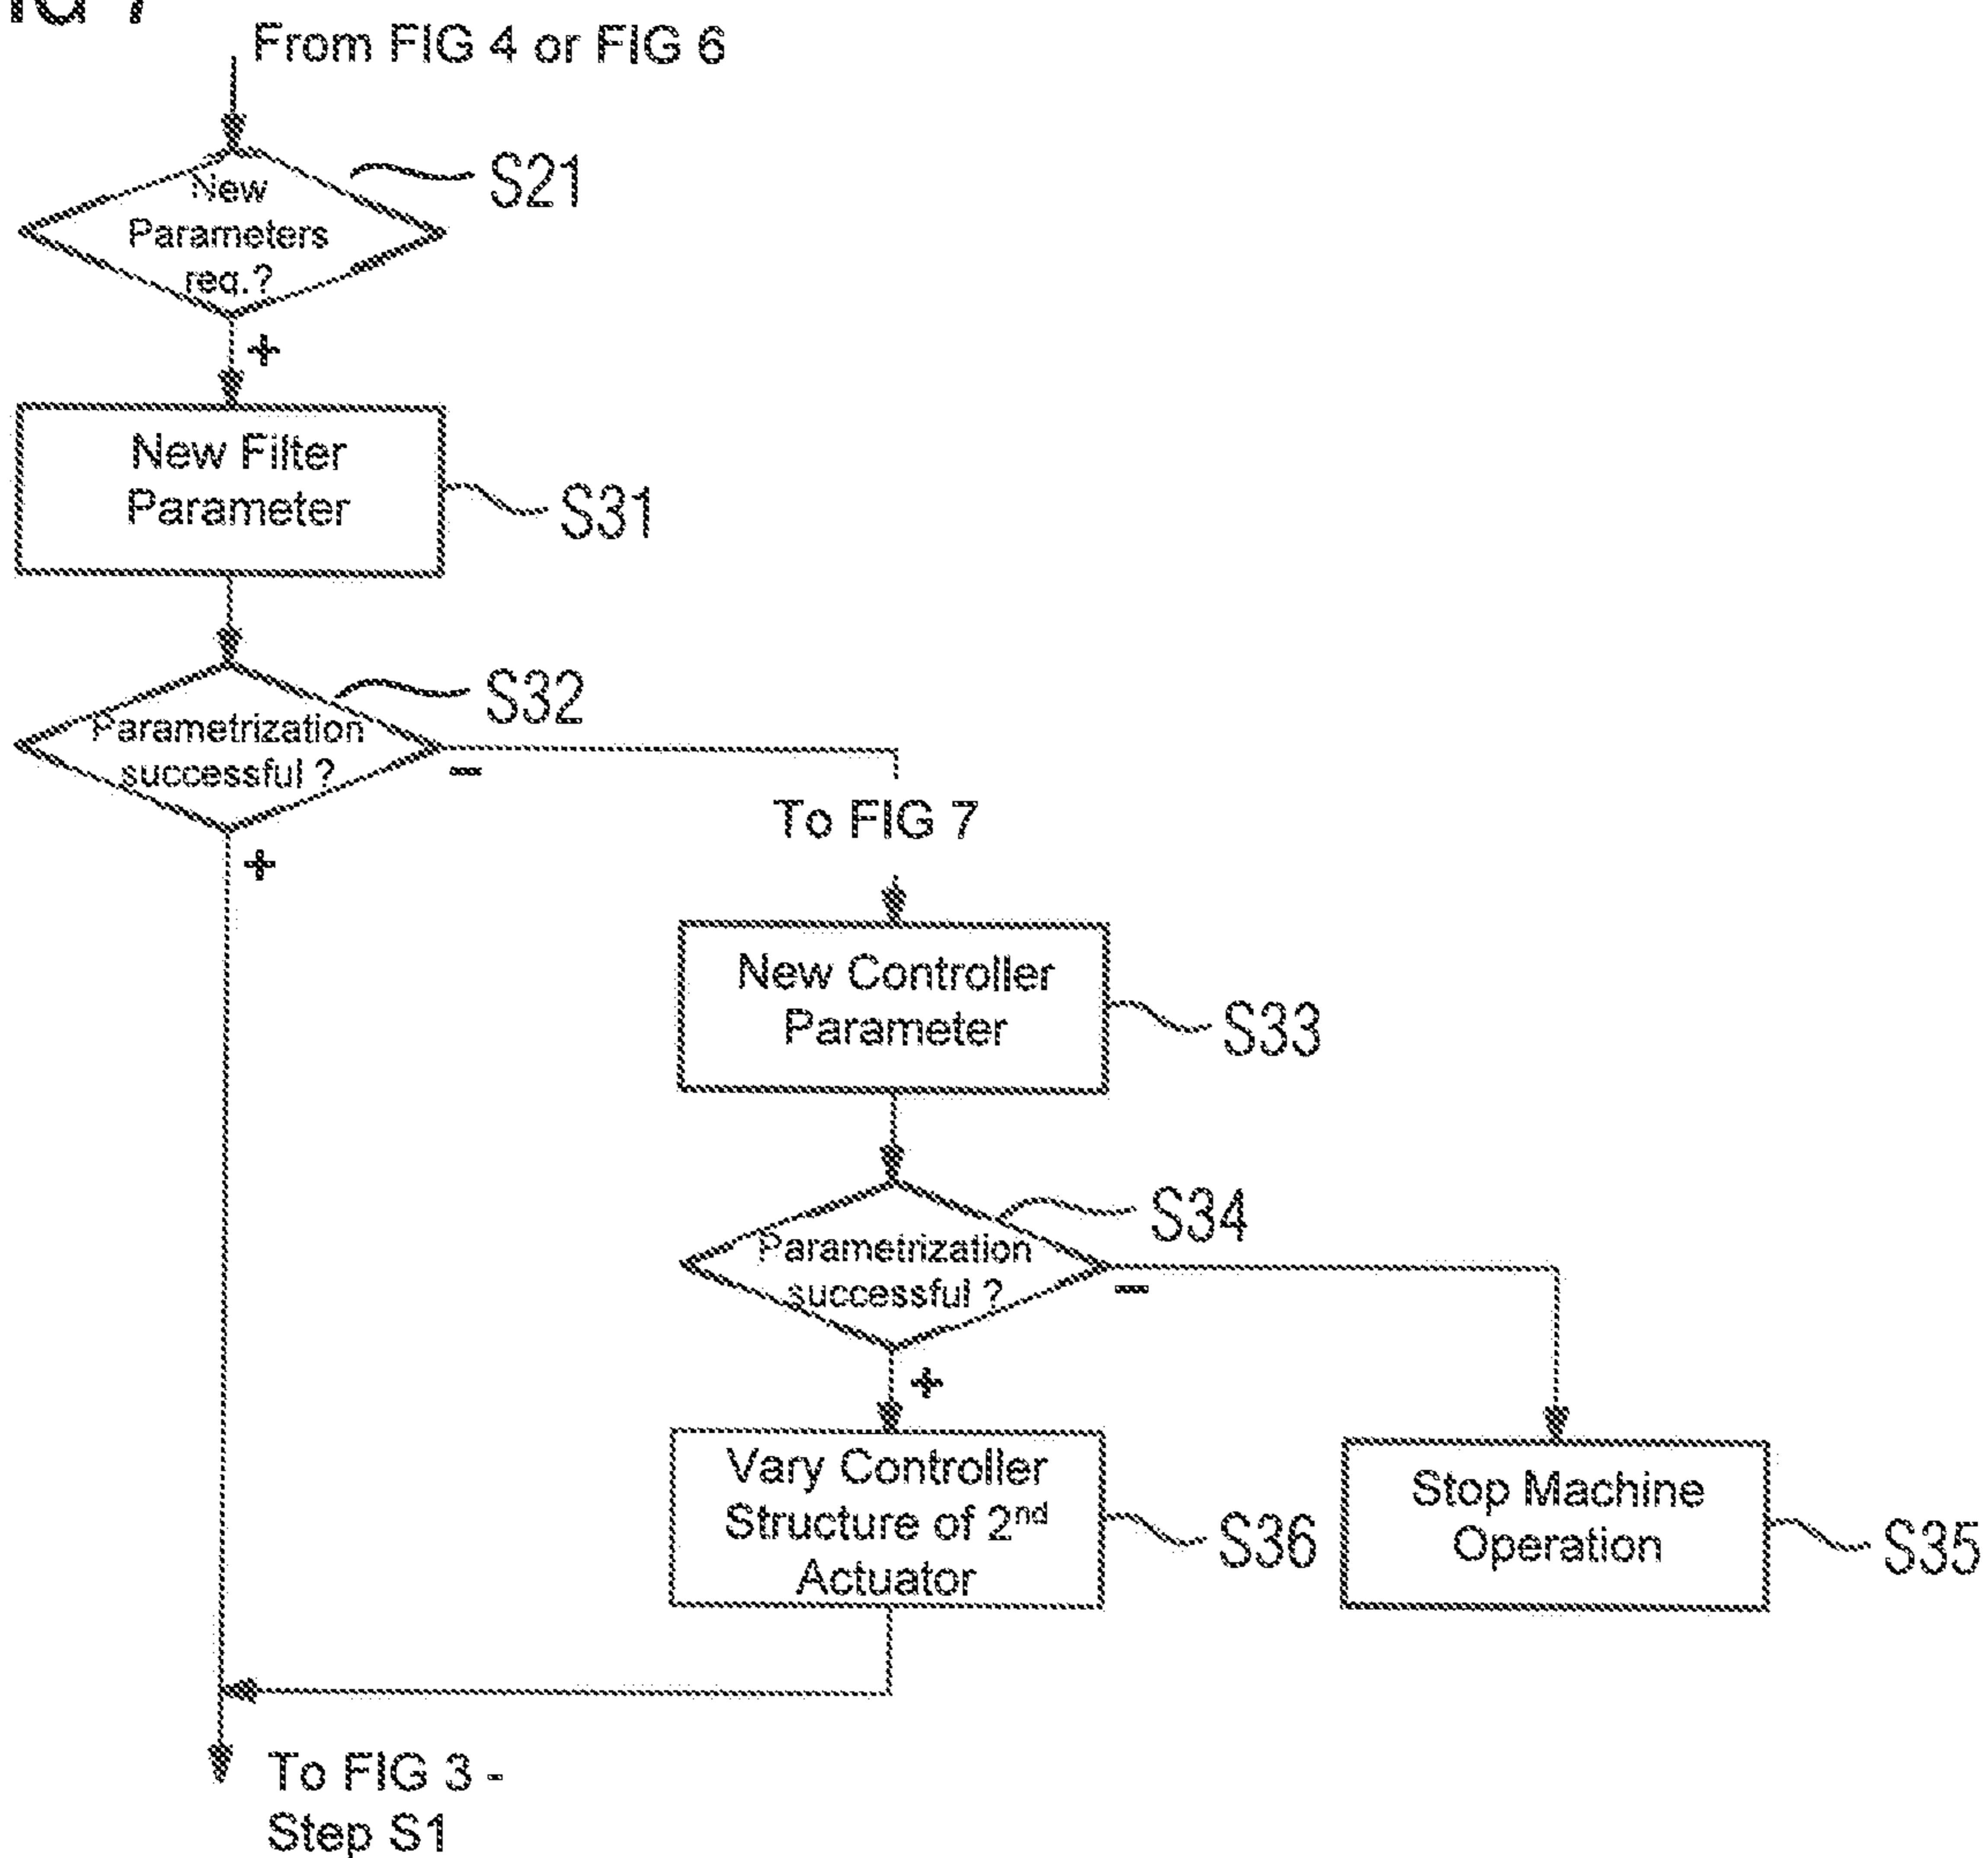 From FIG 4 or FIG 6
S21
New
Parameters
req.?
+
New Filter
Parameter
S31
S32
Parametrization
successful ?
–
+
To FIG 7
New Controller
Parameter
S33
S34
Parametrization
successful ?
–
+
Vary Controller
Structure of 2nd
Actuator
S36
Stop Machine
Operation
S35
To FIG 3 -
Step S1